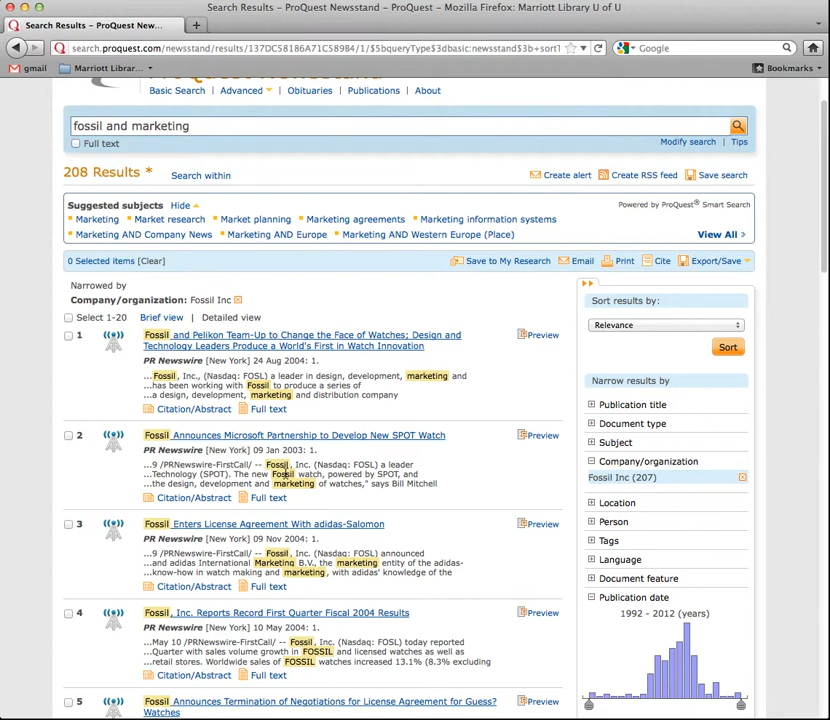 Search Results - ProQuest Newsstand - ProQuest - Mozilla Firefox: Marriott Library U of U
Search Results - ProQuest New...
search.proquest.com/newsstand/results/137DC58186A71C589B4/1/$5bqueryType$3dbasic:newsstand$3b+sort
Google
gmail
Marriott Librar...
Bookmarks
ProQuest Newsstand
Basic Search | Advanced | Obituaries | Publications | About
fossil and marketing
Full text
Modify search | Tips
208 Results *
Search within
Create alert
Create RSS feed
Save search
Suggested subjects Hide
Powered by ProQuest® Smart Search
Marketing
Market research
Market planning
Marketing agreements
Marketing information systems
Marketing AND Company News
Marketing AND Europe
Marketing AND Western Europe (Place)
View All >
0 Selected items [Clear]
Save to My Research
Email
Print
Cite
Export/Save
Narrowed by
Company/organization: Fossil Inc
Select 1-20 Brief view | Detailed view
1
Fossil and Pelikon Team-Up to Change the Face of Watches; Design and
Technology Leaders Produce a World's First in Watch Innovation
Preview
PR Newswire [New York] 24 Aug 2004: 1.
...Fossil, Inc., (Nasdaq: FOSL) a leader in design, development, marketing and
...has been working with Fossil to produce a series of
...a design, development, marketing and distribution company
Citation/Abstract
Full text
2
Fossil Announces Microsoft Partnership to Develop New SPOT Watch
Preview
PR Newswire [New York] 09 Jan 2003: 1.
...9 /PRNewswire-FirstCall/ -- Fossil, Inc. (Nasdaq: FOSL) a leader
...Technology (SPOT). The new Fossil watch, powered by SPOT, and
...the design, development and marketing of watches," says Bill Mitchell
Citation/Abstract
Full text
3
Fossil Enters License Agreement With adidas-Salomon
Preview
PR Newswire [New York] 09 Nov 2004: 1.
...9 /PRNewswire-FirstCall/ -- Fossil, Inc. (Nasdaq: FOSL) announced
...and adidas International Marketing B.V., the marketing entity of the adidas-
...know-how in watch making and marketing, with adidas' knowledge of the
Citation/Abstract
Full text
4
Fossil, Inc. Reports Record First Quarter Fiscal 2004 Results
Preview
PR Newswire [New York] 10 May 2004: 1.
...May 10 /PRNewswire-FirstCall/ -- Fossil, Inc. (Nasdaq: FOSL) today reported
...Quarter with sales volume growth in FOSSIL and licensed watches as well as
...retail stores. Worldwide sales of FOSSIL watches increased 13.1% (8.3% excluding
Citation/Abstract
Full text
5
Fossil Announces Termination of Negotiations for License Agreement for Guess?
Watches
Preview
Sort results by:
Relevance
Sort
Narrow results by
Publication title
Document type
Subject
Company/organization
Fossil Inc (207)
Location
Person
Tags
Language
Document feature
Publication date
1992 - 2012 (years)